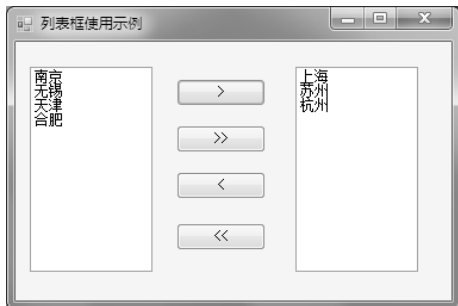 列表框使用示例
南京
无锡
天津
合肥
>
>>
<
<<
上海
苏州
杭州